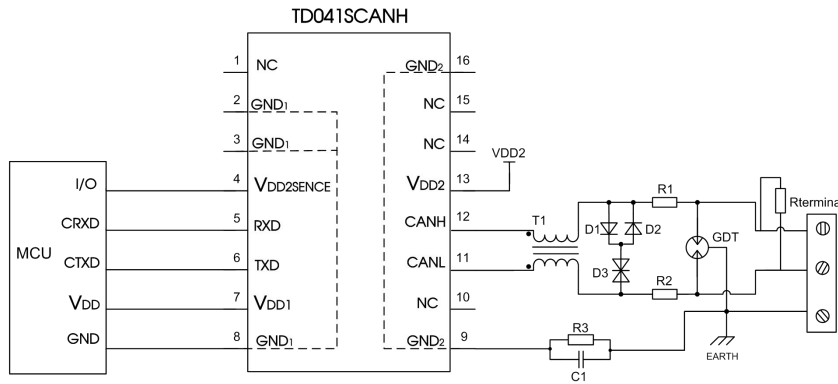 TD041SCANH
1 NC
2 GND1
3 GND1
4 VDD2SENCE
5 RXD
6 TXD
7 VDD1
8 GND1
GND2 16
NC 15
NC 14
VDD2 13
CANH 12
CANL 11
NC 10
GND2 9
MCU
I/O
CRXD
CTXD
VDD
GND
VDD2
T1
D1
D2
D3
R1
R2
GDT
Rtermina
R3
C1
EARTH